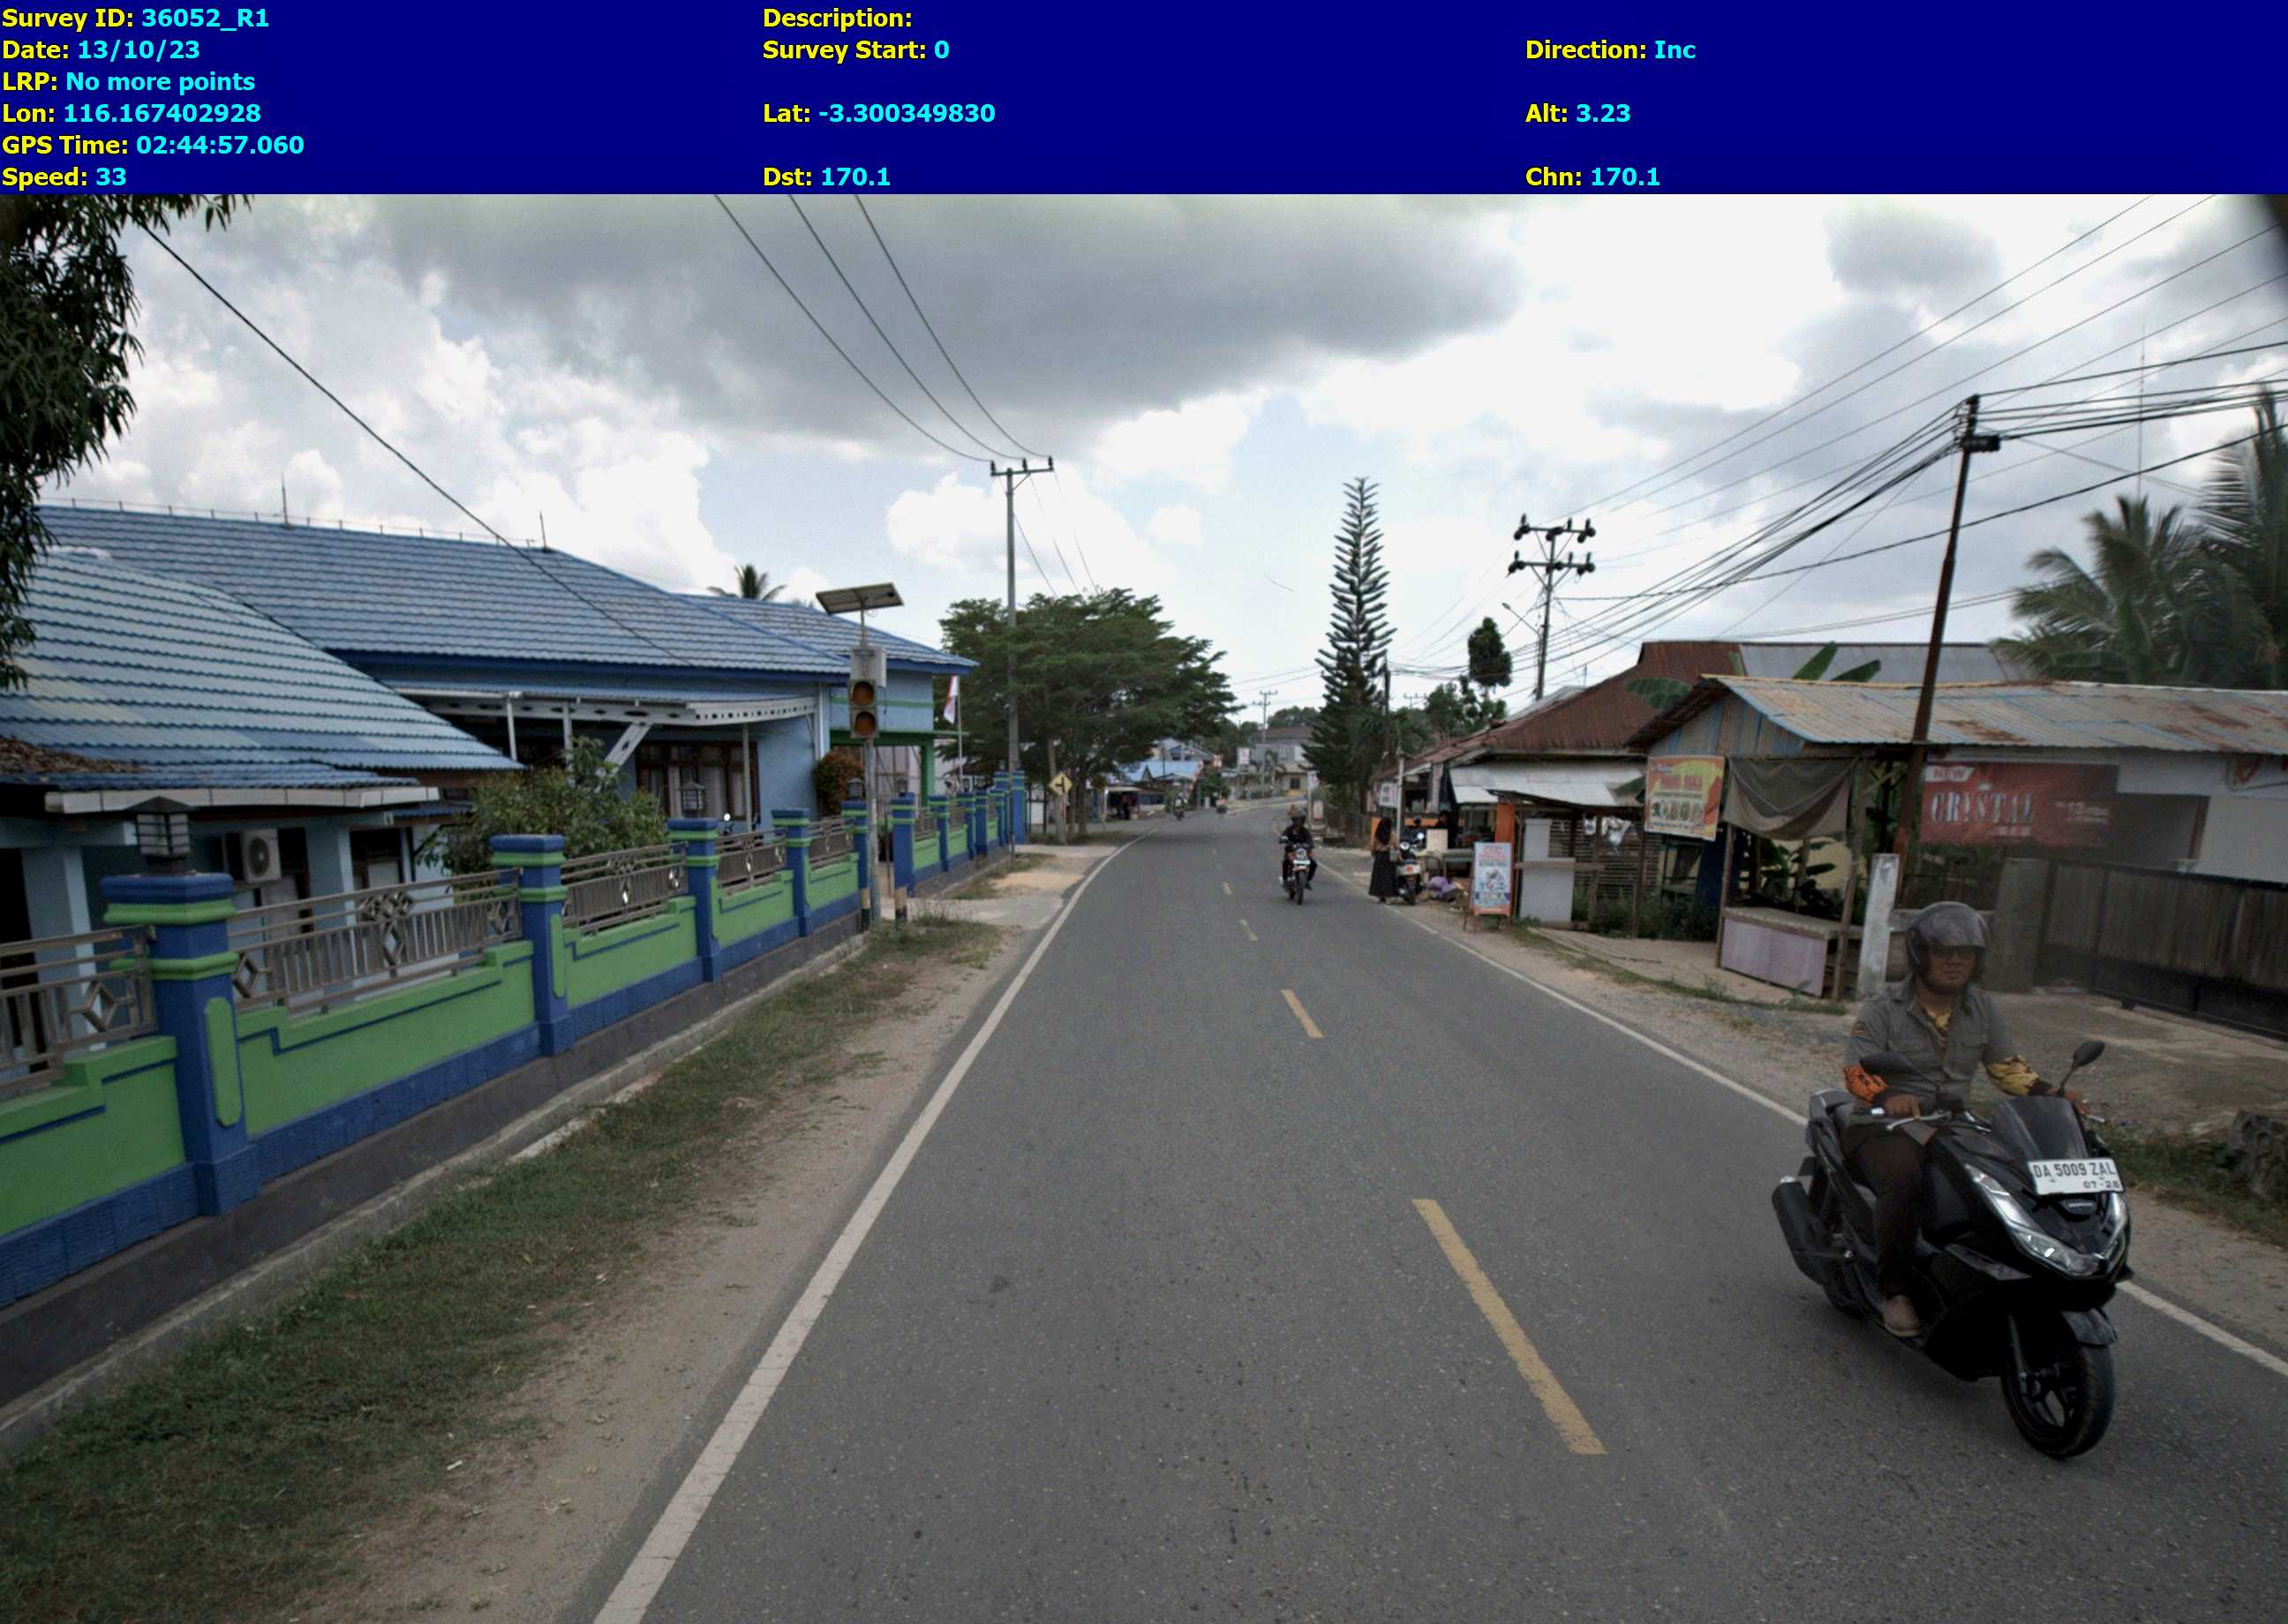 Survey ID: 36052_R1
Description:
Date: 13/10/23
Survey Start: 0
Direction: Inc
LRP: No more points
Lon: 116.167402928
Lat: -3.300349830
Alt: 3.23
GPS Time: 02:44:57.060
Speed: 33
Dst: 170.1
Chn: 170.1
NEW
CRYSTAL
DA 5009 ZAL
07-28